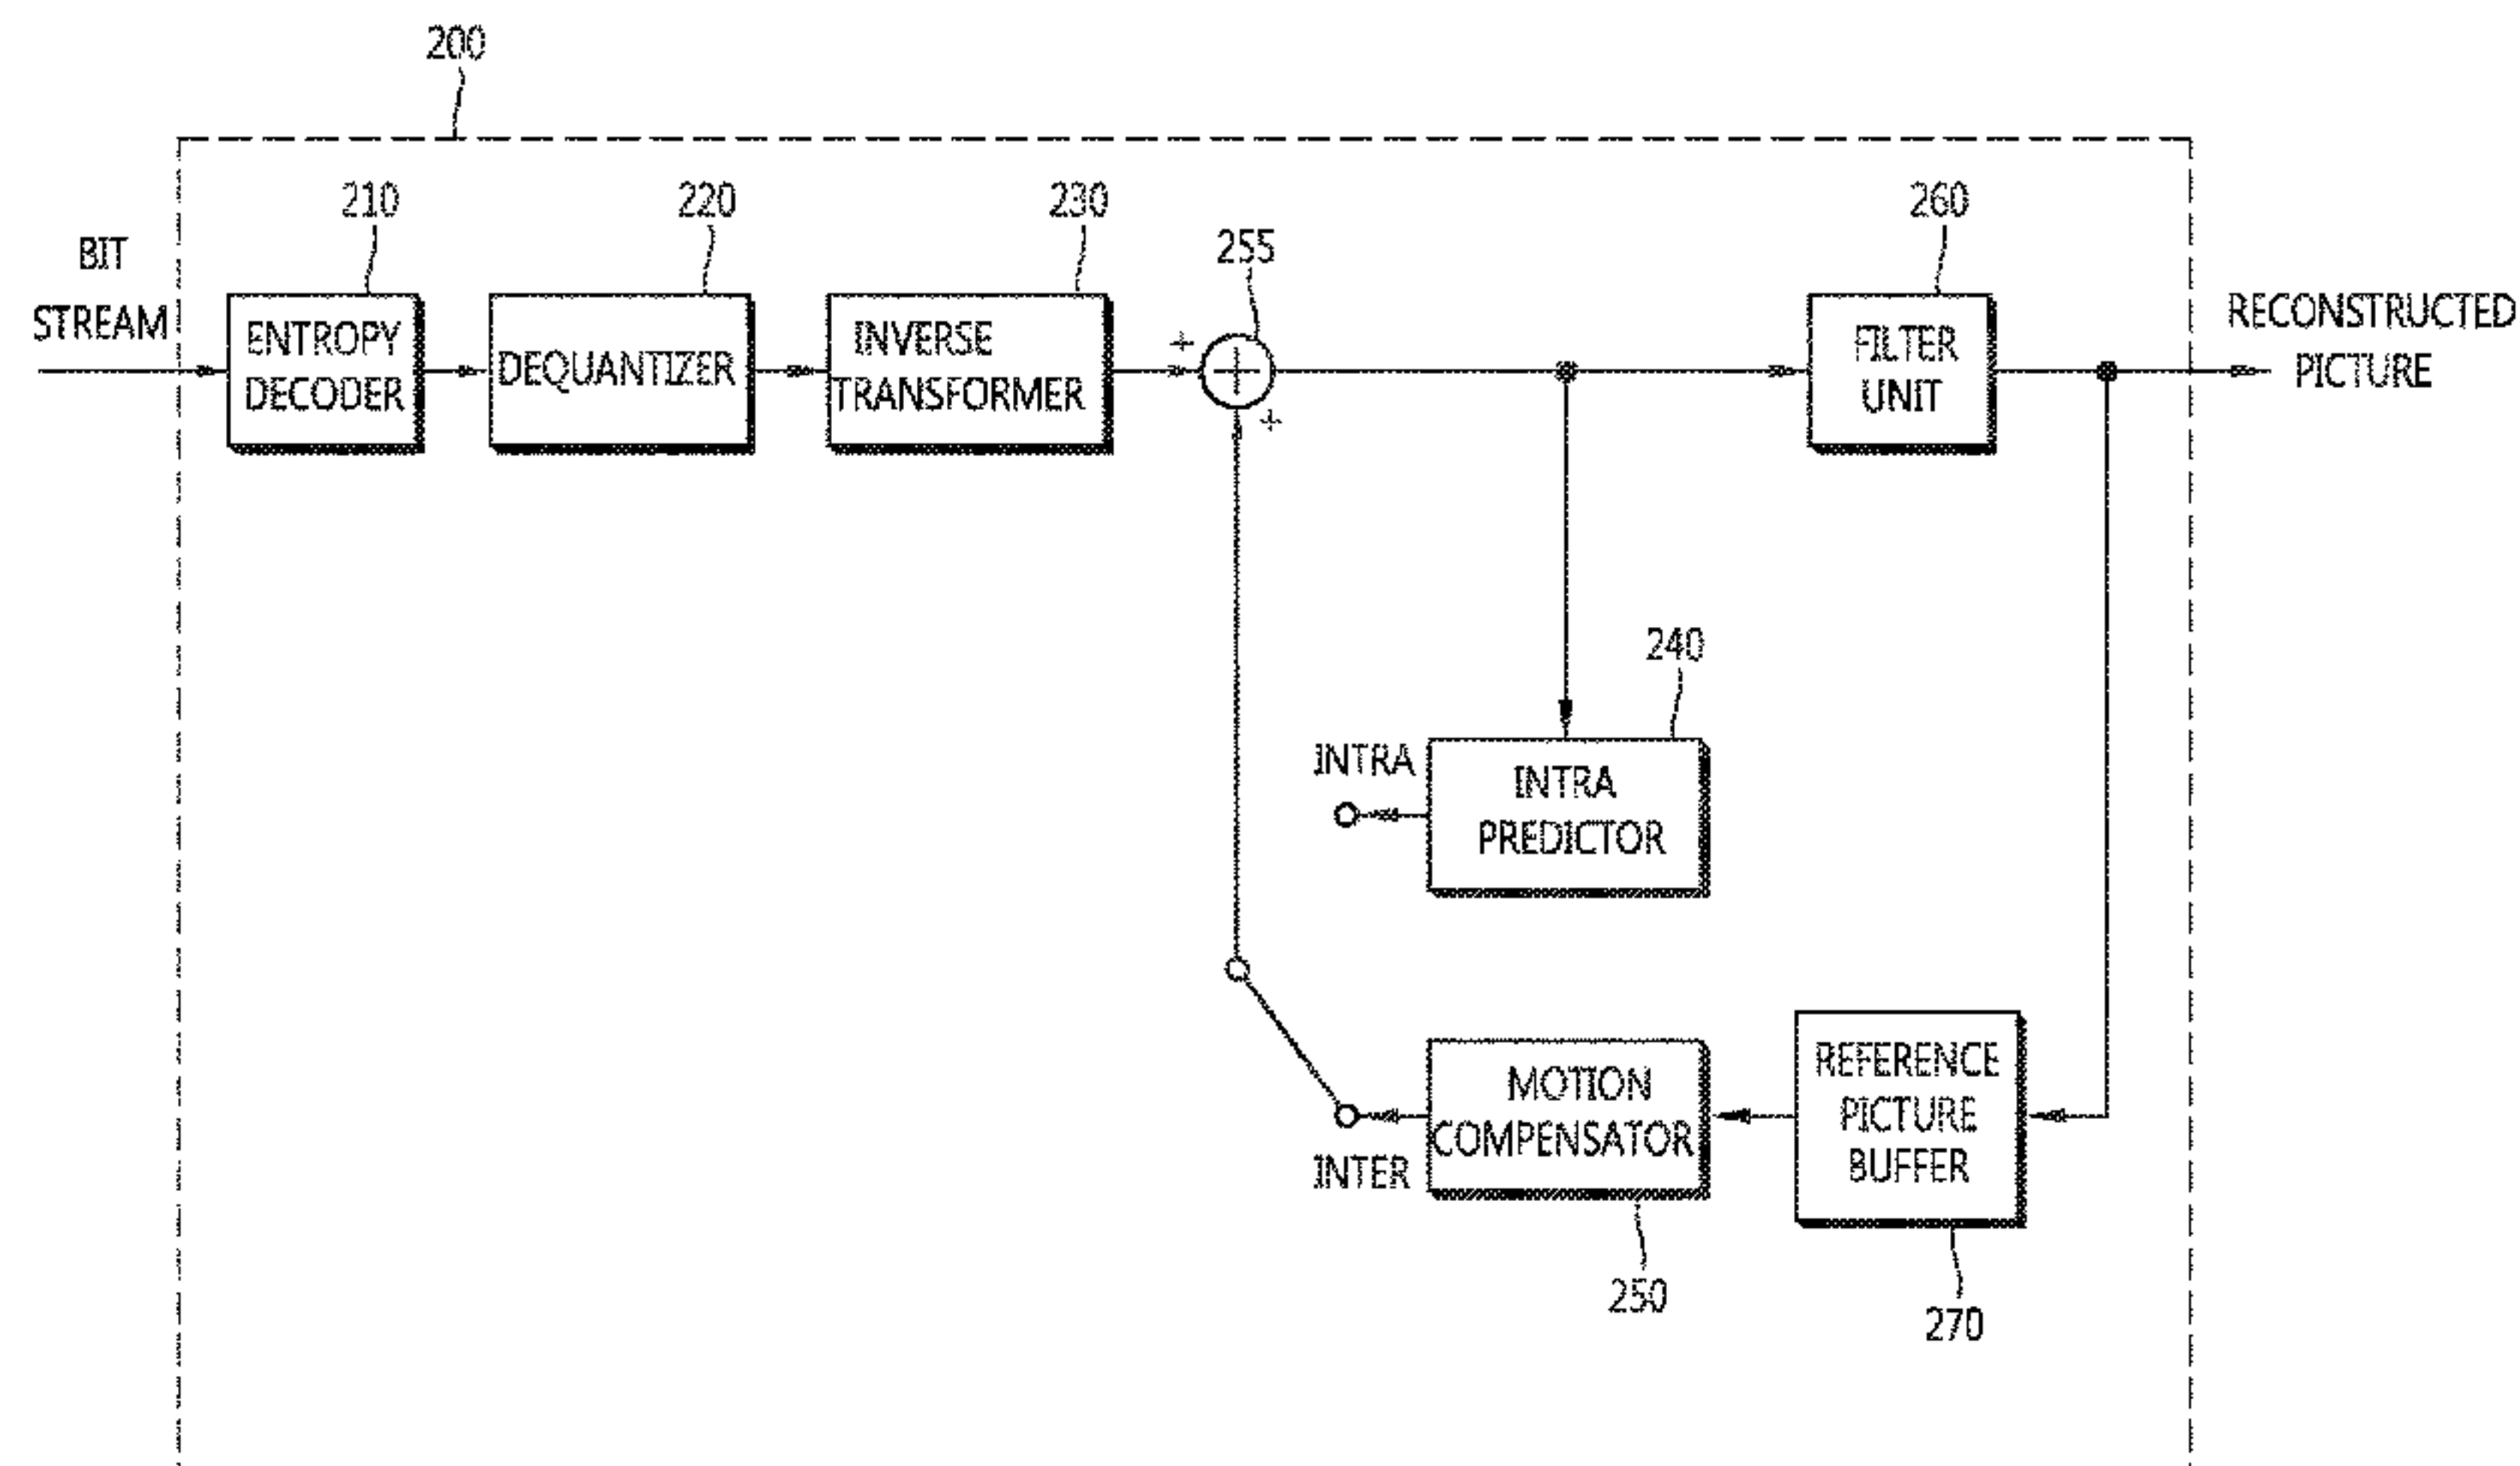 200
210
220
230
255
260
BIT
STREAM
ENTROPY
DECODER
DEQUANTIZER
INVERSE
TRANSFORMER
+
+
FILTER
UNIT
RECONSTRUCTED
PICTURE
240
INTRA
INTRA
PREDICTOR
MOTION
COMPENSATOR
INTER
REFERENCE
PICTURE
BUFFER
250
270